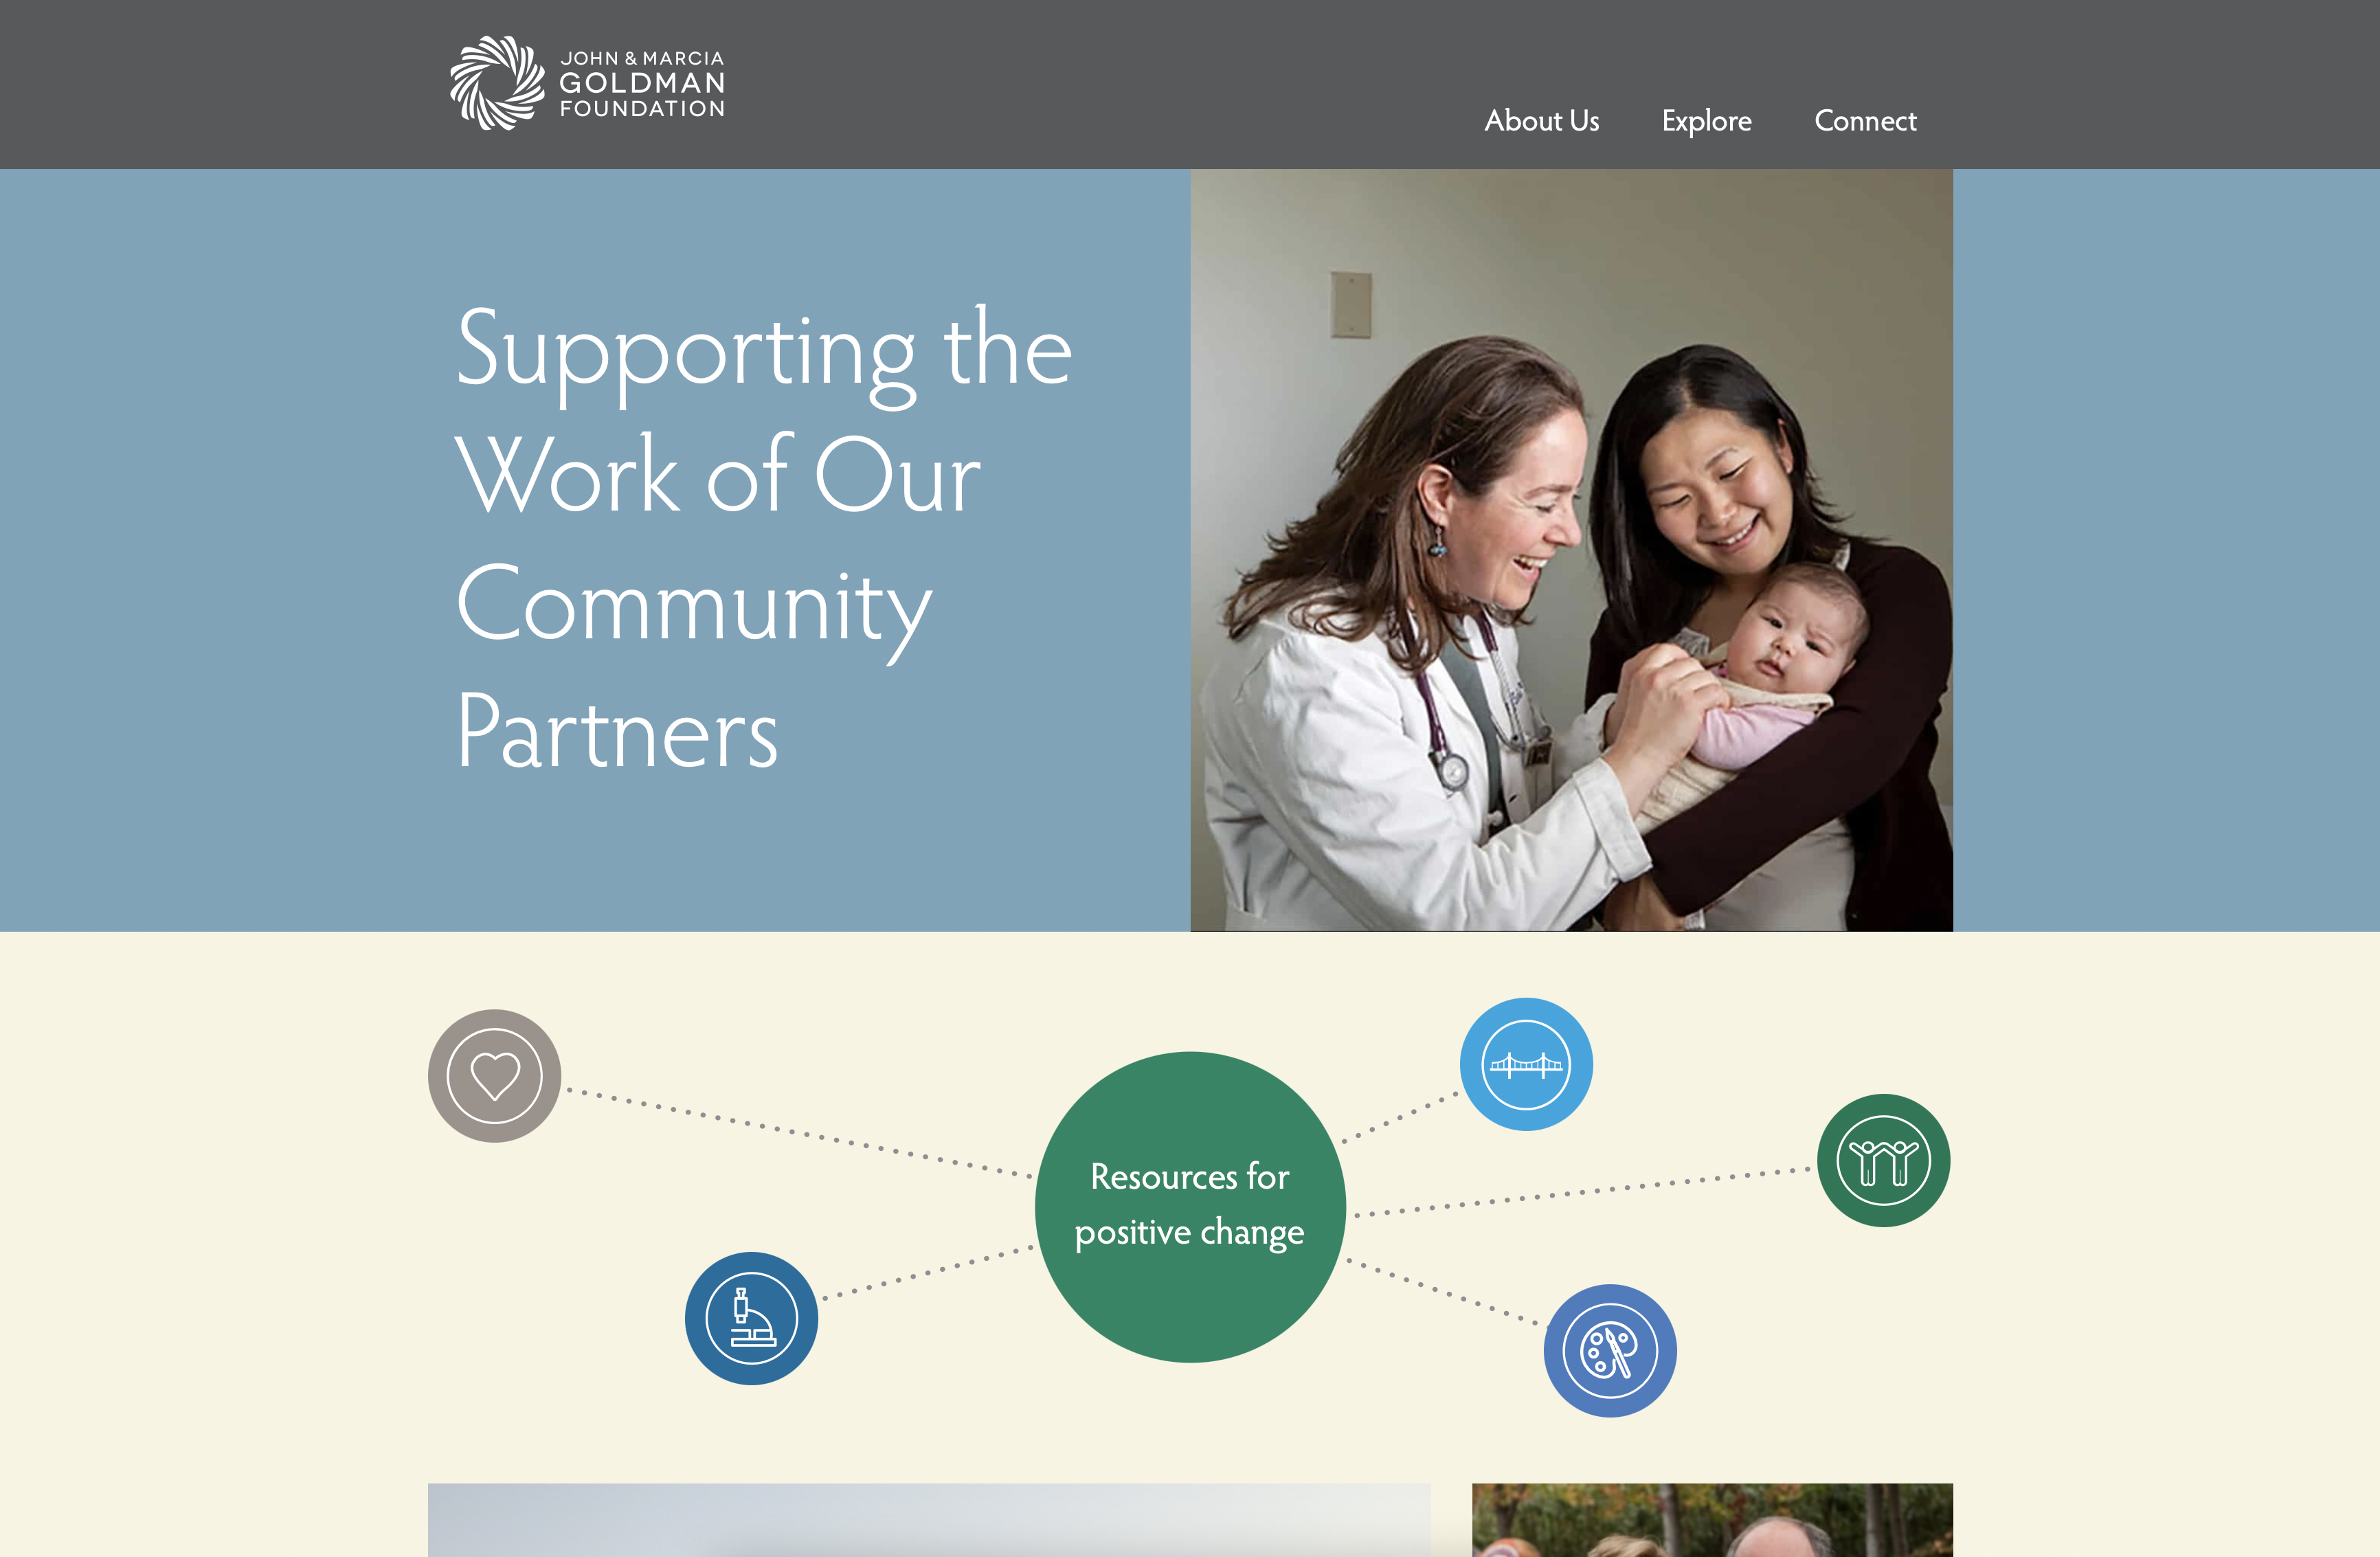 JOHN & MARCIA
GOLDMAN
FOUNDATION
About Us Explore Connect
Supporting the
Work of Our
Community
Partners
Resources for
positive change